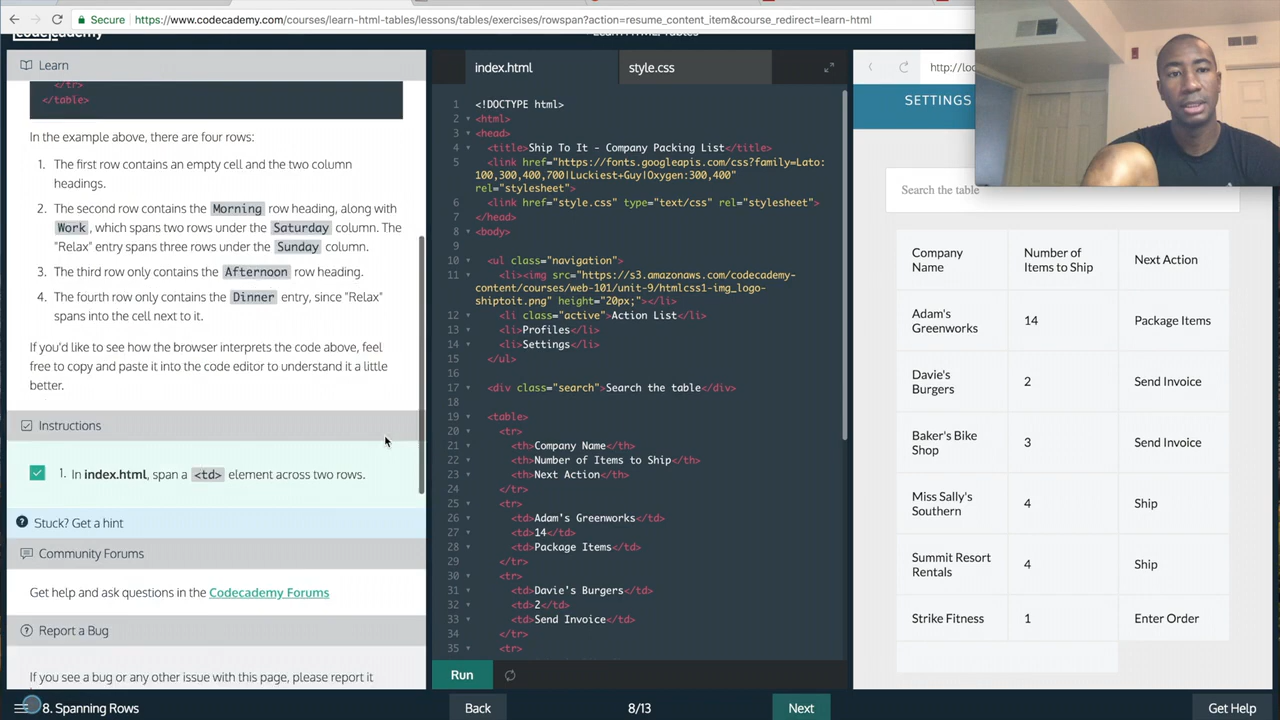 Secure https://www.codecademy.com/courses/learn-html-tables/lessons/tables/exercises/rowspan?action=resume_content_item&course_redirect=learn-html
Learn
</tr>
</table>
In the example above, there are four rows:
1. The first row contains an empty cell and the two column
headings.
2. The second row contains the Morning row heading, along with
Work, which spans two rows under the Saturday column. The
"Relax" entry spans three rows under the Sunday column.
3. The third row only contains the Afternoon row heading.
4. The fourth row only contains the Dinner entry, since "Relax"
spans into the cell next to it.
If you'd like to see how the browser interprets the code above, feel
free to copy and paste it into the code editor to understand it a little
better.
Instructions
1. In index.html, span a <td> element across two rows.
Stuck? Get a hint
Community Forums
Get help and ask questions in the Codecademy Forums
Report a Bug
If you see a bug or any other issue with this page, please report it
8. Spanning Rows
index.html
style.css
1 <!DOCTYPE html>
2 <html>
3 <head>
4 <title>Ship To It - Company Packing List</title>
5 <link href="https://fonts.googleapis.com/css?family=Lato:
100,300,400,700|Luckiest+Guy|Oxygen:300,400"
rel="stylesheet">
6 <link href="style.css" type="text/css" rel="stylesheet">
7 </head>
8 <body>
9
10 <ul class="navigation">
11 <li><img src="https://s3.amazonaws.com/codecademy-
content/courses/web-101/unit-9/htmlcss1-img_logo-
shiptoit.png" height="20px;"></li>
12 <li class="active">Action List</li>
13 <li>Profiles</li>
14 <li>Settings</li>
15 </ul>
16
17 <div class="search">Search the table</div>
18
19 <table>
20 <tr>
21 <th>Company Name</th>
22 <th>Number of Items to Ship</th>
23 <th>Next Action</th>
24 </tr>
25 <tr>
26 <td>Adam's Greenworks</td>
27 <td>14</td>
28 <td>Package Items</td>
29 </tr>
30 <tr>
31 <td>Davie's Burgers</td>
32 <td>2</td>
33 <td>Send Invoice</td>
34 </tr>
35 <tr>
Run
Back
8/13
Next
http://loc
SETTINGS
Search the table
Company
Name
Number of
Items to Ship
Next Action
Adam's
Greenworks
14
Package Items
Davie's
Burgers
2
Send Invoice
Baker's Bike
Shop
3
Send Invoice
Miss Sally's
Southern
4
Ship
Summit Resort
Rentals
4
Ship
Strike Fitness
1
Enter Order
Get Help